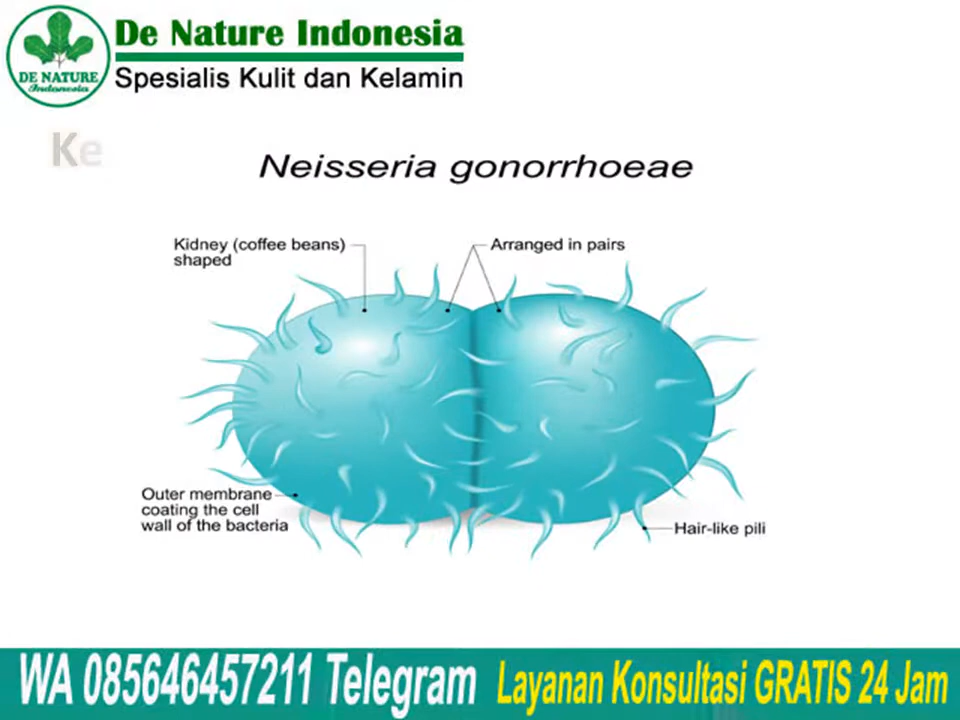 De Nature Indonesia
DE NATURE
Indonesia
Spesialis Kulit dan Kelamin
Ke
Neisseria gonorrhoeae
Kidney (coffee beans)
shaped
Arranged in pairs
Outer membrane
coating the cell
wall of the bacteria
Hair-like pili
WA 085646457211 Telegram Layanan Konsultasi GRATIS 24 Jam